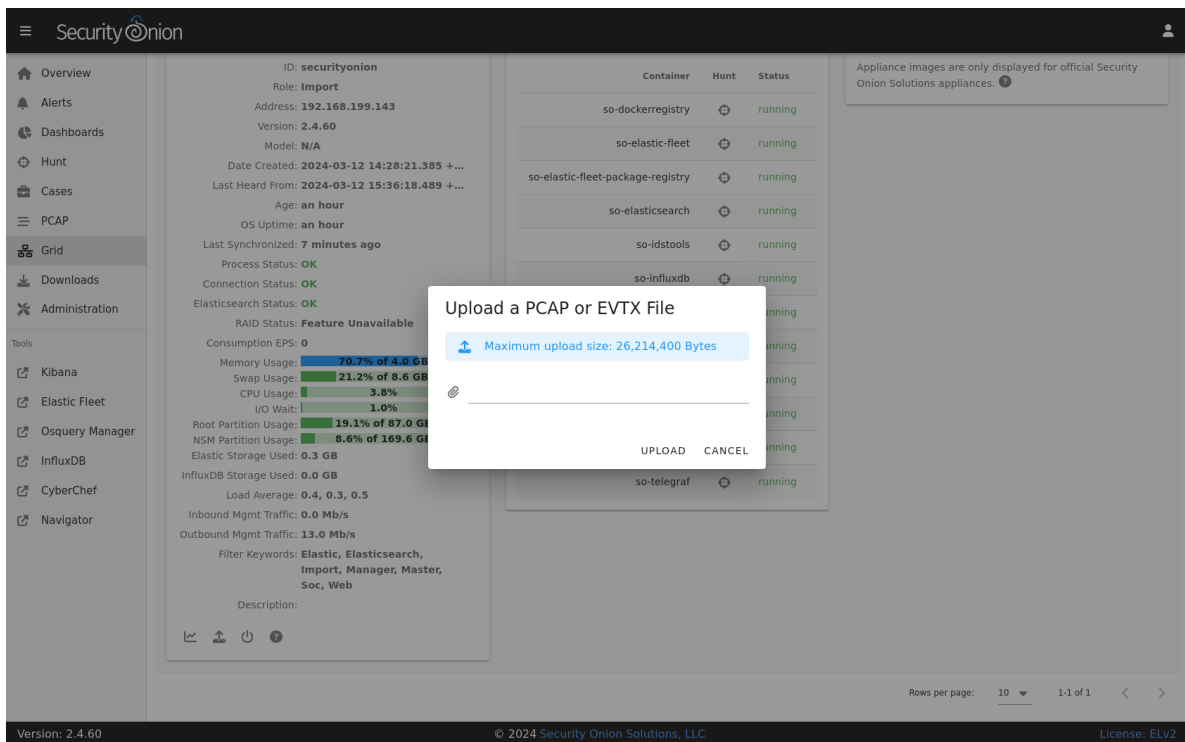 Security Onion
Overview
Alerts
Dashboards
Hunt
Cases
PCAP
Grid
Downloads
Administration
Tools
Kibana
Elastic Fleet
Osquery Manager
InfluxDB
CyberChef
Navigator
ID: securityonion
Role: Import
Address: 192.168.199.143
Version: 2.4.60
Model: N/A
Date Created: 2024-03-12 14:28:21.385 +...
Last Heard From: 2024-03-12 15:36:18.489 +...
Age: an hour
OS Uptime: an hour
Last Synchronized: 7 minutes ago
Process Status: OK
Connection Status: OK
Elasticsearch Status: OK
RAID Status: Feature Unavailable
Consumption EPS: 0
Memory Usage: 70.7% of 4.0 GB
Swap Usage: 21.2% of 8.6 GB
CPU Usage: 3.8%
I/O Wait: 1.0%
Root Partition Usage: 19.1% of 87.0 GB
NSM Partition Usage: 8.6% of 169.6 GB
Elastic Storage Used: 0.3 GB
InfluxDB Storage Used: 0.0 GB
Load Average: 0.4, 0.3, 0.5
Inbound Mgmt Traffic: 0.0 Mb/s
Outbound Mgmt Traffic: 13.0 Mb/s
Filter Keywords: Elastic, Elasticsearch,
Import, Manager, Master,
Soc, Web
Description:
Container Hunt Status
so-dockerregistry running
so-elastic-fleet running
so-elastic-fleet-package-registry running
so-elasticsearch running
so-idstools running
so-influxdb running
so-telegraf running
Appliance images are only displayed for official Security
Onion Solutions appliances.
Upload a PCAP or EVTX File
Maximum upload size: 26,214,400 Bytes
UPLOAD CANCEL
Rows per page: 10 1-1 of 1
Version: 2.4.60
© 2024 Security Onion Solutions, LLC
License: ELv2